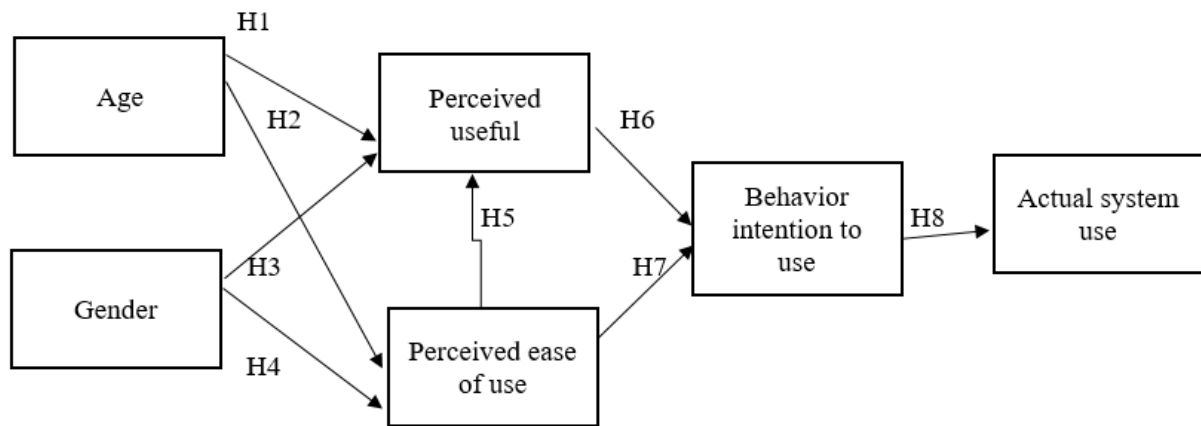 H1
Age
H2
Perceived
useful
H6
Behavior
intention to
use
H8
Actual system
use
H3
H5
H7
Gender
H4
Perceived ease
of use